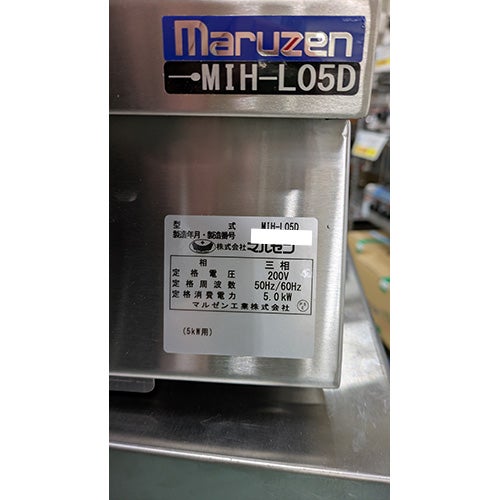 maruzen
MIH-L05D
型 式 MIH-L05D
製造年月・製造番号
株式会社マルゼン
相 三相
定格電圧 200V
定格周波数 50Hz/60Hz
定格消費電力 5.0kW
マルゼン工業株式会社
(5kW用)